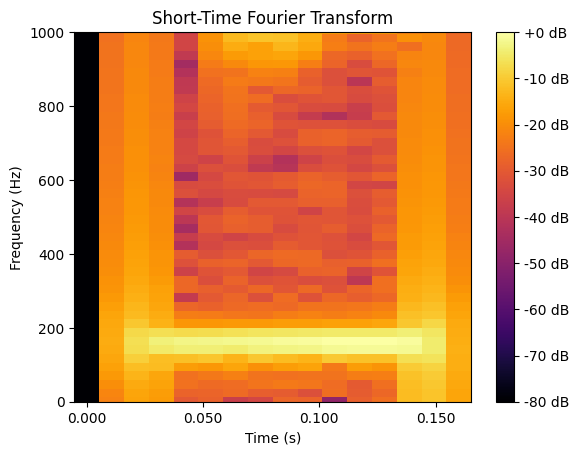 Short-Time Fourier Transform
1000
800
600
400
200
0
Frequency (Hz)
0.000
0.050
0.100
0.150
Time (s)
+0 dB
-10 dB
-20 dB
-30 dB
-40 dB
-50 dB
-60 dB
-70 dB
-80 dB